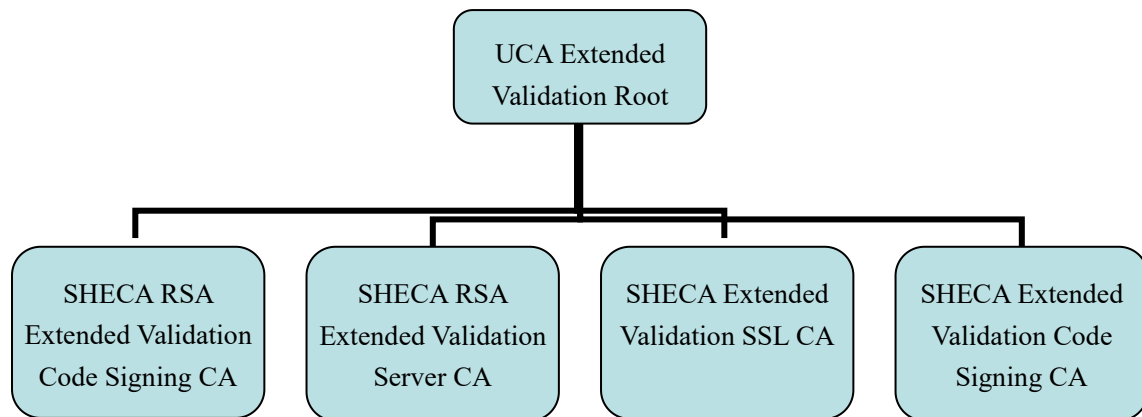 UCA Extended
Validation Root
SHECA RSA
Extended Validation
Code Signing CA
SHECA RSA
Extended Validation
Server CA
SHECA Extended
Validation SSL CA
SHECA Extended
Validation Code
Signing CA